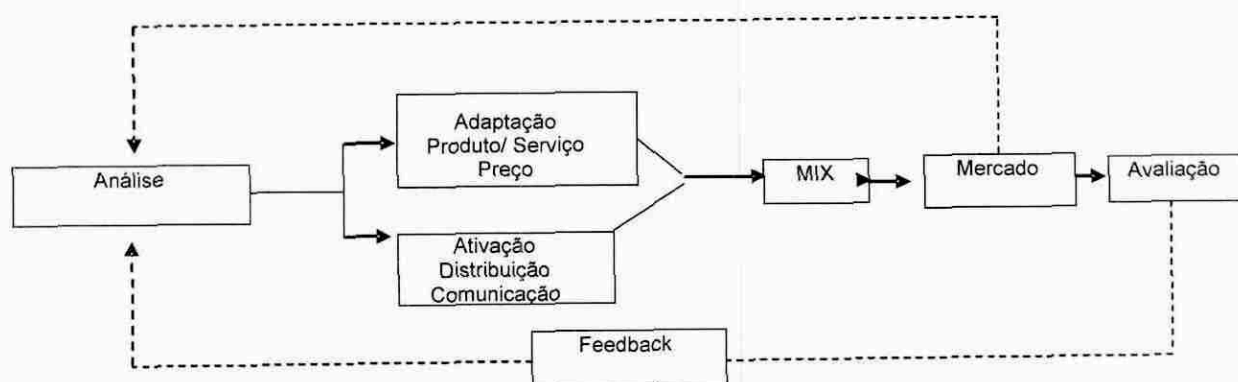 Análise
Adaptação
Produto/ Serviço
Preço
Ativação
Distribuição
Comunicação
MIX
Mercado
Avaliação
Feedback